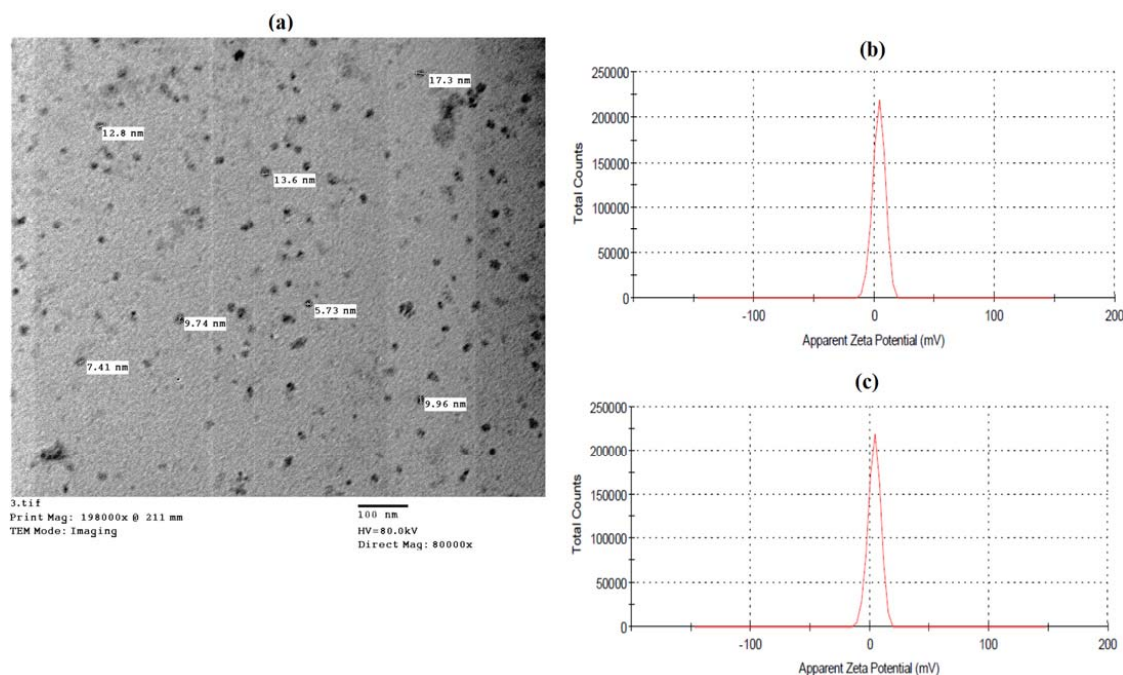 (a)
17.3 nm
12.8 nm
13.6 nm
5.73 nm
9.74 nm
7.41 nm
9.96 nm
3.tif
Print Mag: 198000x @ 211 mm
TEM Mode: Imaging
100 nm
HV=80.0kV
Direct Mag: 80000x
(b)
250000
200000
150000
100000
50000
0
Total Counts
-100
0
100
200
Apparent Zeta Potential (mV)
(c)
250000
200000
150000
100000
50000
0
Total Counts
-100
0
100
200
Apparent Zeta Potential (mV)